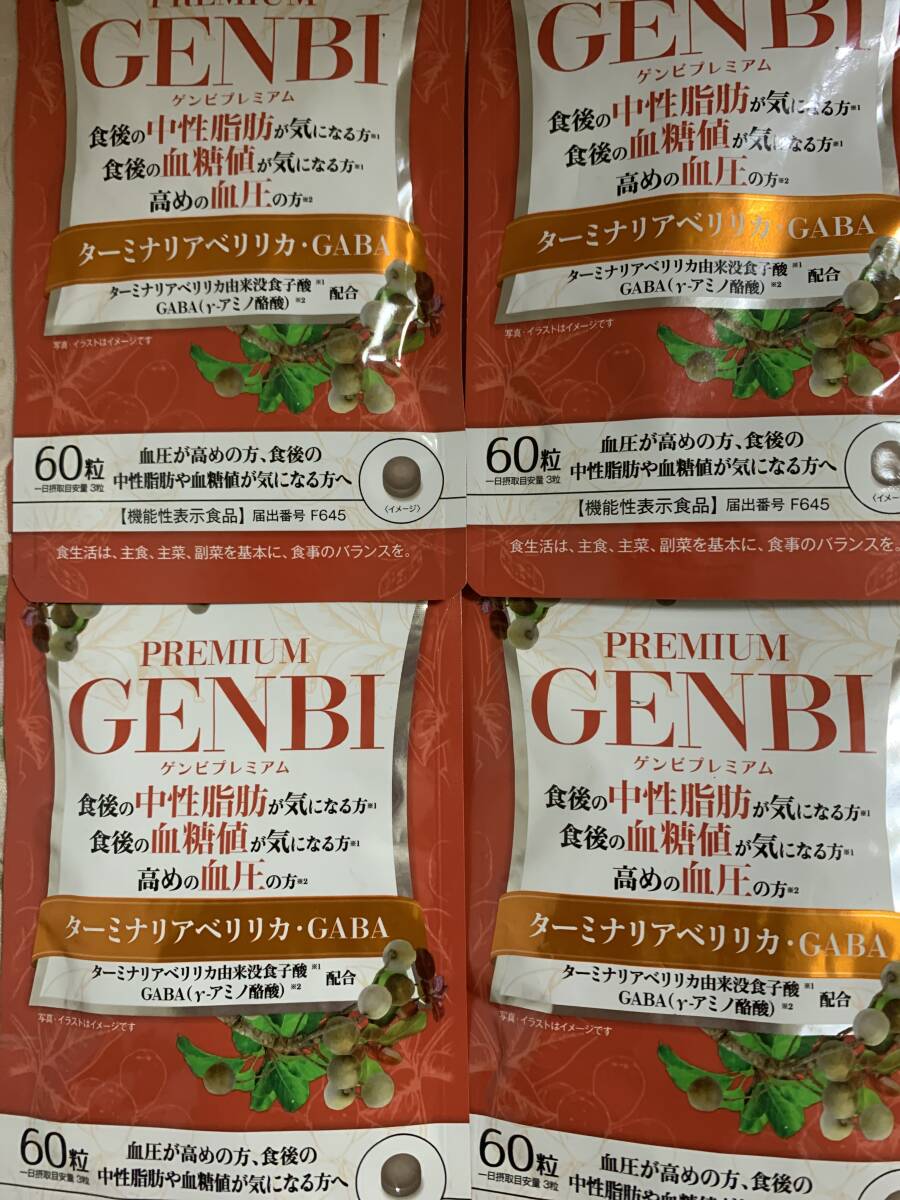 PREMIUM
GENBI
ゲンビプレミアム
食後の中性脂肪が気になる方※1
食後の血糖値が気になる方※1
高めの血圧の方※2
ターミナリアベリリカ・GABA
ターミナリアベリリカ由来没食子酸※1
GABA(γ-アミノ酪酸)※2
配合
写真・イラストはイメージです
60粒
一日摂取目安量 3粒
血圧が高めの方、食後の
中性脂肪や血糖値が気になる方へ
〈イメージ〉
【機能性表示食品】届出番号 F645
食生活は、主食、主菜、副菜を基本に、食事のバランスを。
GENBI
ゲンビプレミアム
食後の中性脂肪が気になる方※1
食後の血糖値が気になる方※1
高めの血圧の方※2
ターミナリアベリリカ・GABA
ターミナリアベリリカ由来没食子酸※1
GABA(γ-アミノ酪酸)※2
配合
写真・イラストはイメージです
60粒
一日摂取目安量 3粒
血圧が高めの方、食後の
中性脂肪や血糖値が気になる方へ
〈イメー
【機能性表示食品】届出番号 F645
食生活は、主食、主菜、副菜を基本に、食事のバランスを。
PREMIUM
GENBI
ゲンビプレミアム
食後の中性脂肪が気になる方※1
食後の血糖値が気になる方※1
高めの血圧の方※2
ターミナリアベリリカ・GABA
ターミナリアベリリカ由来没食子酸※1
GABA(γ-アミノ酪酸)※2
配合
写真・イラストはイメージです
60粒
一日摂取目安量 3粒
血圧が高めの方、食後の
中性脂肪や血糖値が気になる方へ
PREMIUM
GENBI
ゲンビプレミアム
食後の中性脂肪が気になる方※1
食後の血糖値が気になる方※1
高めの血圧の方※2
ターミナリアベリリカ・GABA
ターミナリアベリリカ由来没食子酸※1
GABA(γ-アミノ酪酸)※2
配合
写真・イラストはイメージです
60粒
一日摂取目安量 3粒
血圧が高めの方、食後の
中性脂肪や血糖値が気になる方へ